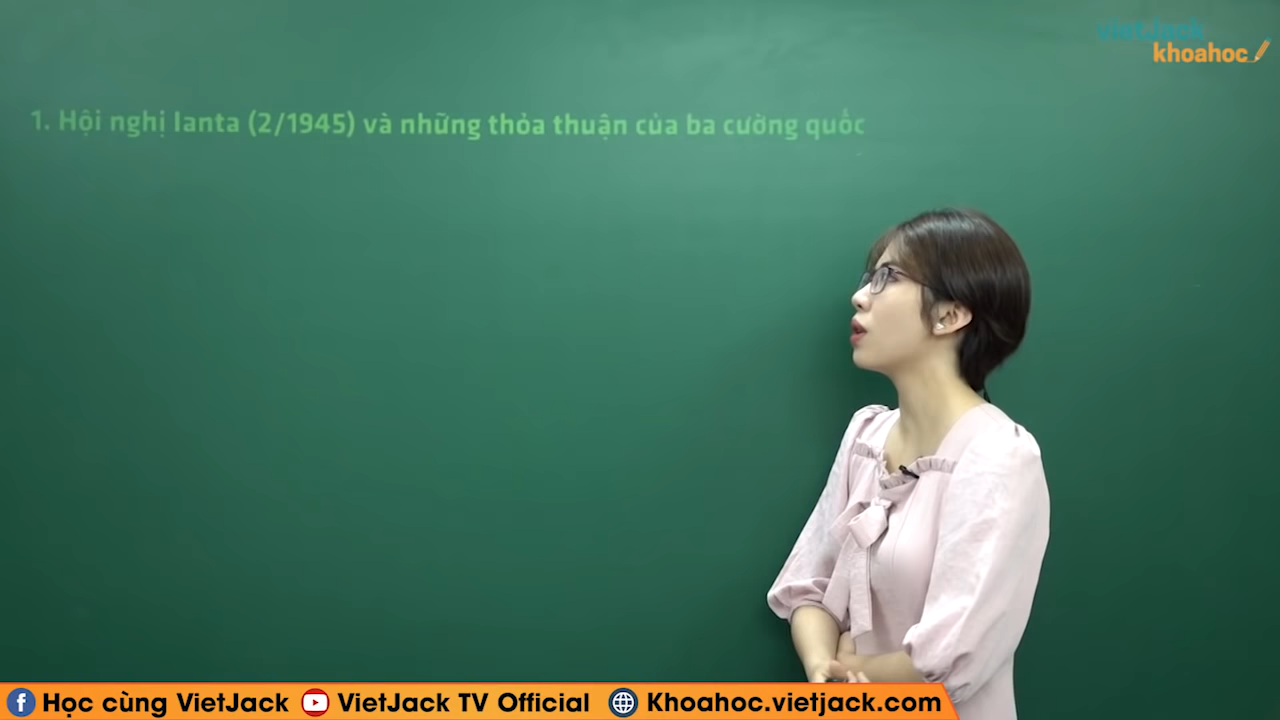 vietJack
khoahoc
1. Hội nghị Ianta (2/1945) và những thỏa thuận của ba cường quốc
Học cùng VietJack VietJack TV Official Khoahoc.vietjack.com